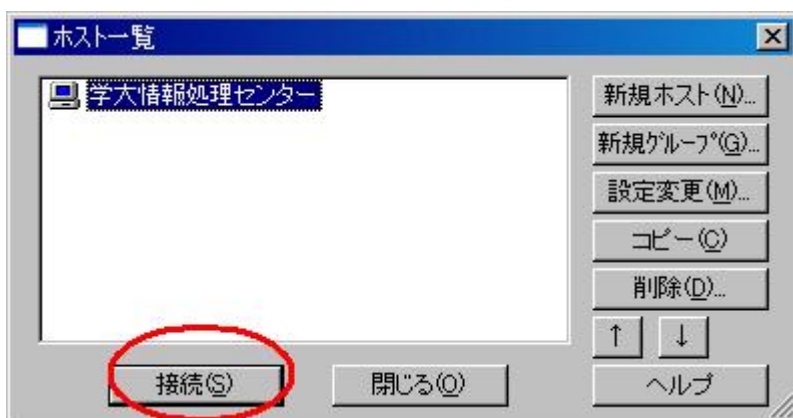 ホスト一覧
学大情報処理センター
新規ホスト(N)...
新規グループ(G)...
設定変更(M)...
コピー(C)
削除(D)...
↑ ↓
接続(S) 閉じる(O) ヘルプ